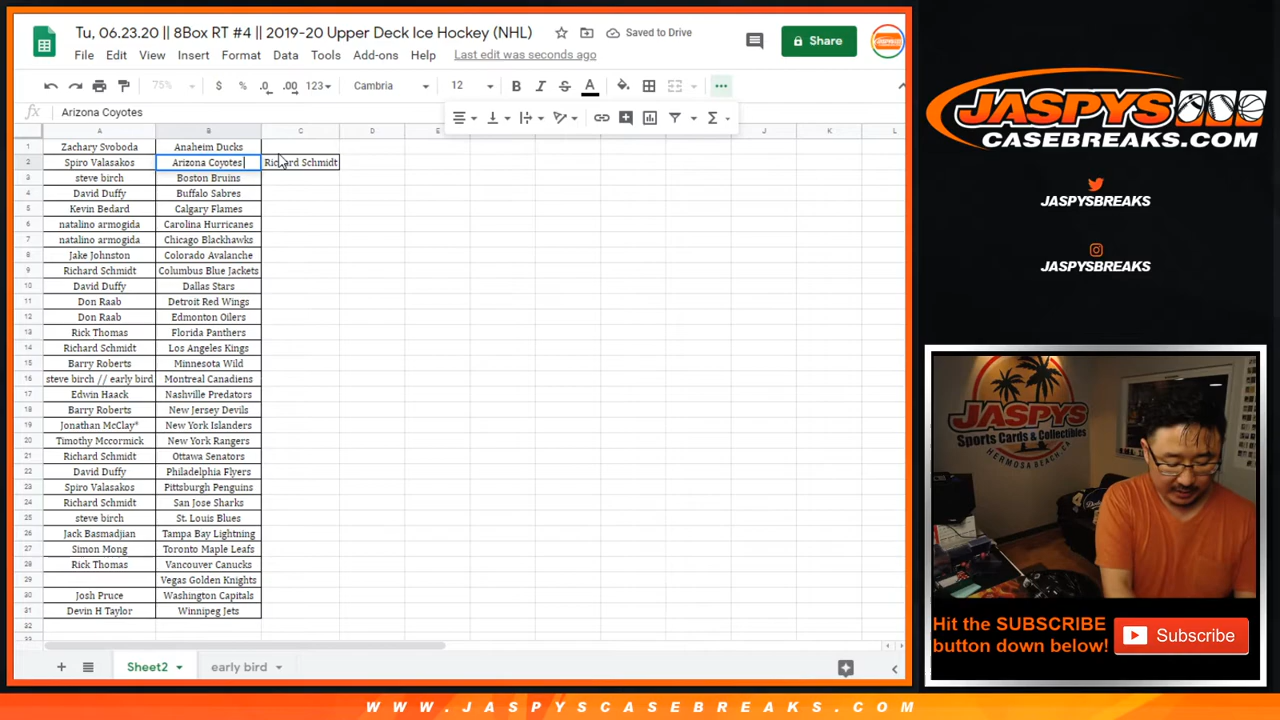 Tu, 06.23.20 || 8Box RT #4 || 2019-20 Upper Deck Ice Hockey (NHL)
Saved to Drive
Share
File Edit View Insert Format Data Tools Add-ons Help Last edit was seconds ago
75% $ % .0 .00 123 Cambria 12 B I S A
fx Arizona Coyotes
A B C D E J K L
1 Zachary Svoboda Anaheim Ducks
2 Spiro Valasakos Arizona Coyotes Richard Schmidt
3 steve birch Boston Bruins
4 David Duffy Buffalo Sabres
5 Kevin Bedard Calgary Flames
6 natalino armogida Carolina Hurricanes
7 natalino armogida Chicago Blackhawks
8 Jake Johnston Colorado Avalanche
9 Richard Schmidt Columbus Blue Jackets
10 David Duffy Dallas Stars
11 Don Raab Detroit Red Wings
12 Don Raab Edmonton Oilers
13 Rick Thomas Florida Panthers
14 Richard Schmidt Los Angeles Kings
15 Barry Roberts Minnesota Wild
16 steve birch // early bird Montreal Canadiens
17 Edwin Haack Nashville Predators
18 Barry Roberts New Jersey Devils
19 Jonathan McClay* New York Islanders
20 Timothy Mccormick New York Rangers
21 Richard Schmidt Ottawa Senators
22 David Duffy Philadelphia Flyers
23 Spiro Valasakos Pittsburgh Penguins
24 Richard Schmidt San Jose Sharks
25 steve birch St. Louis Blues
26 Jack Basmadjian Tampa Bay Lightning
27 Simon Mong Toronto Maple Leafs
28 Rick Thomas Vancouver Canucks
29 Vegas Golden Knights
30 Josh Pruce Washington Capitals
31 Devin H Taylor Winnipeg Jets
32
33
Sheet2 early bird
JASPYS
CASEBREAKS.COM
JASPYSBREAKS
JASPYSBREAKS
JASPYS
Sports Cards & Collectibles
HERMOSA BEACH
Hit the SUBSCRIBE
button down below!
Subscribe
WWW.JASPYSCASEBREAKS.COM